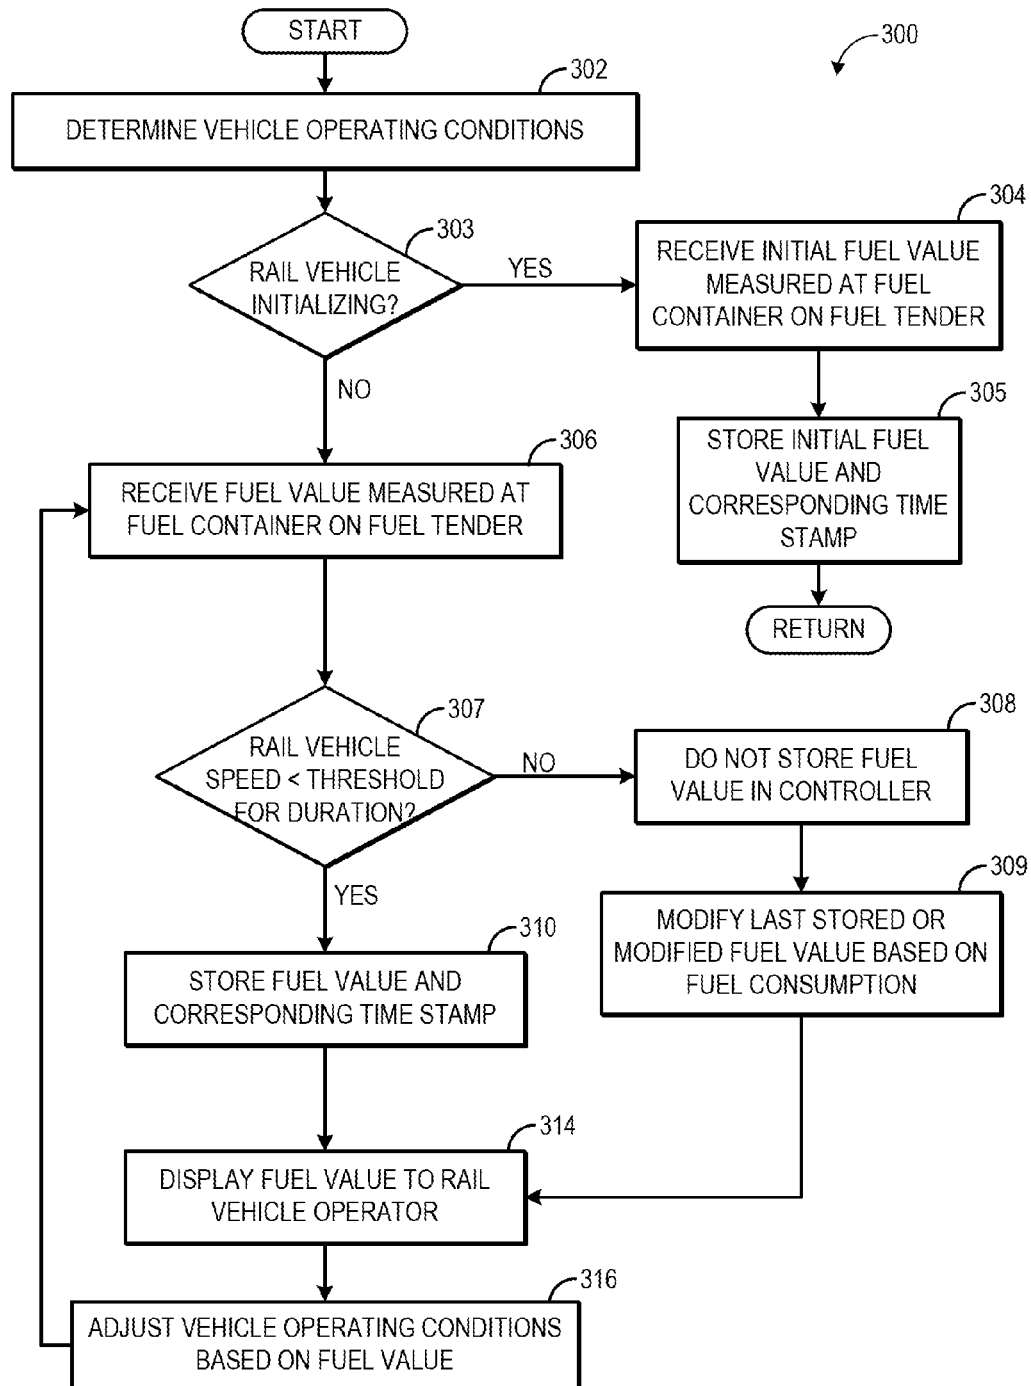 START
300
302
DETERMINE VEHICLE OPERATING CONDITIONS
303
RAIL VEHICLE
INITIALIZING?
YES
304
RECEIVE INITIAL FUEL VALUE
MEASURED AT FUEL
CONTAINER ON FUEL TENDER
NO
305
STORE INITIAL FUEL
VALUE AND
CORRESPONDING TIME
STAMP
RETURN
306
RECEIVE FUEL VALUE MEASURED AT
FUEL CONTAINER ON FUEL TENDER
307
RAIL VEHICLE
SPEED < THRESHOLD
FOR DURATION?
NO
308
DO NOT STORE FUEL
VALUE IN CONTROLLER
309
MODIFY LAST STORED OR
MODIFIED FUEL VALUE BASED ON
FUEL CONSUMPTION
YES
310
STORE FUEL VALUE AND
CORRESPONDING TIME STAMP
314
DISPLAY FUEL VALUE TO RAIL
VEHICLE OPERATOR
316
ADJUST VEHICLE OPERATING CONDITIONS
BASED ON FUEL VALUE